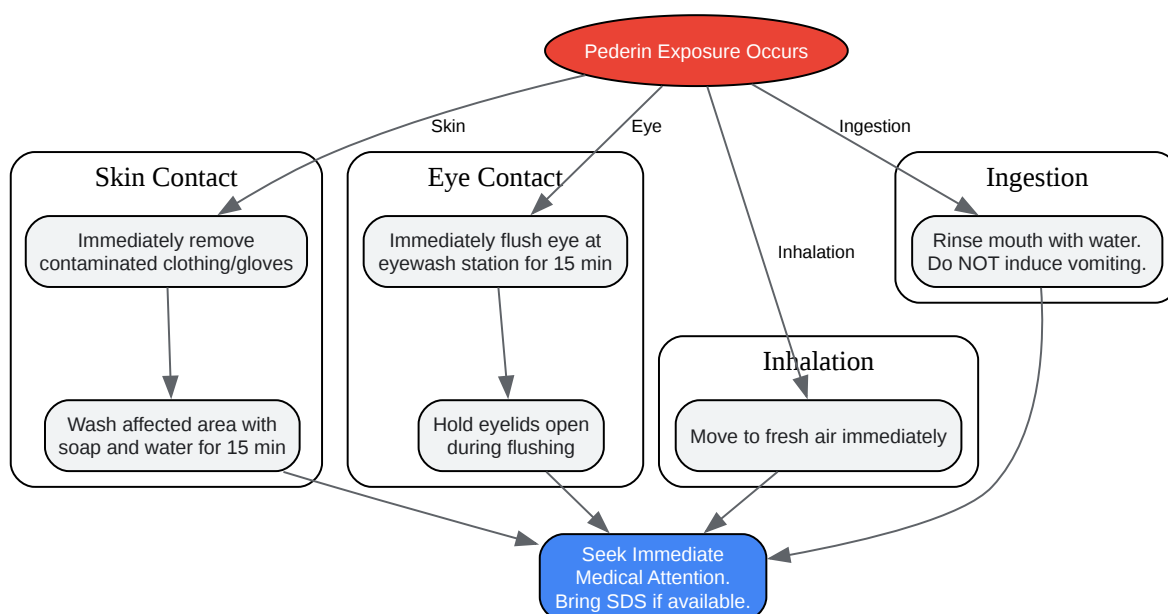 Pederin Exposure Occurs
Skin
Eye
Ingestion
Inhalation
Skin Contact
Immediately remove
contaminated clothing/gloves
Wash affected area with
soap and water for 15 min
Eye Contact
Immediately flush eye at
eyewash station for 15 min
Hold eyelids open
during flushing
Inhalation
Move to fresh air immediately
Ingestion
Rinse mouth with water.
Do NOT induce vomiting.
Seek Immediate
Medical Attention.
Bring SDS if available.